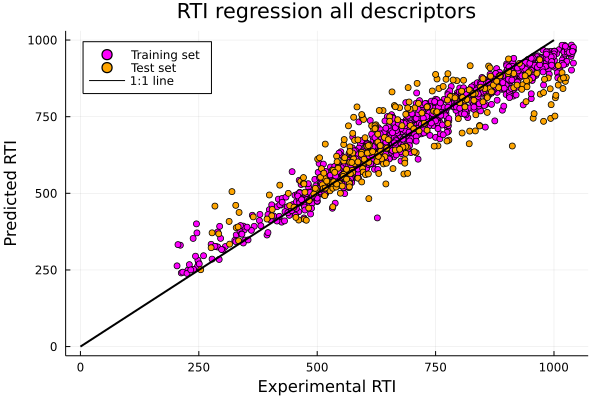 RTI regression all descriptors
1000
750
500
250
0
Predicted RTI
Training set
Test set
1:1 line
0
250
500
750
1000
Experimental RTI